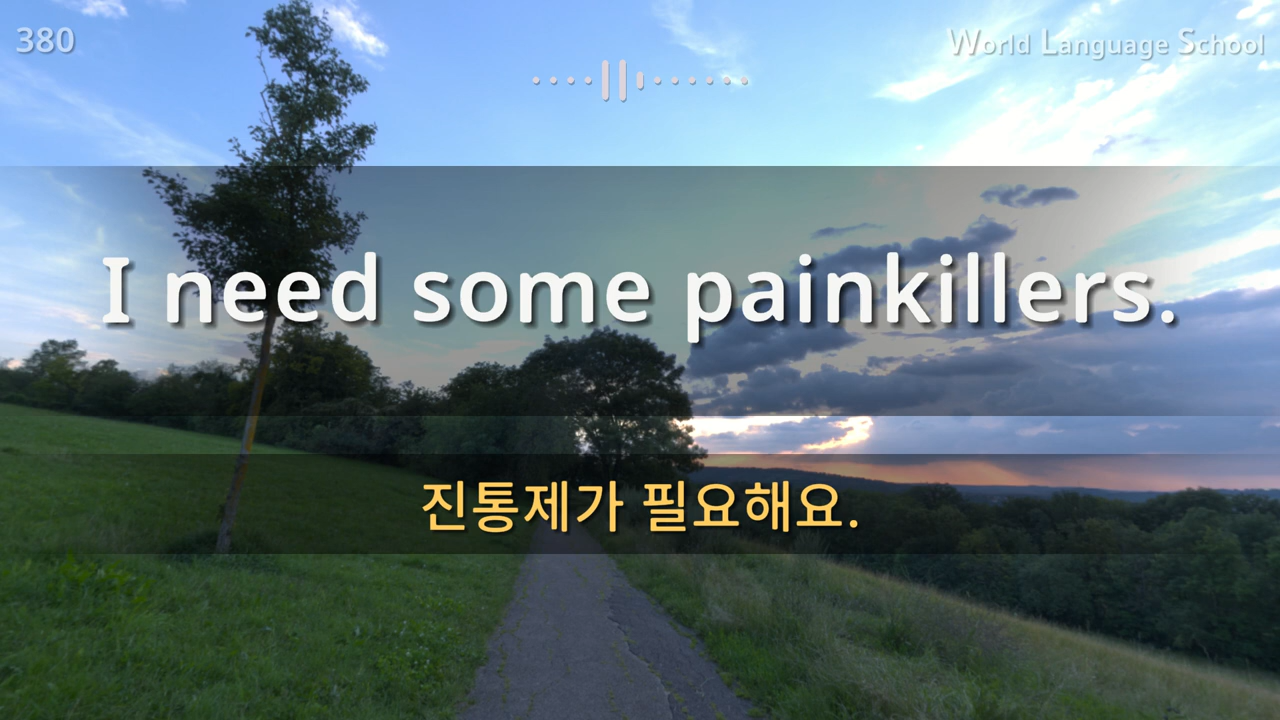 380
World Language School
I need some painkillers.
진통제가 필요해요.